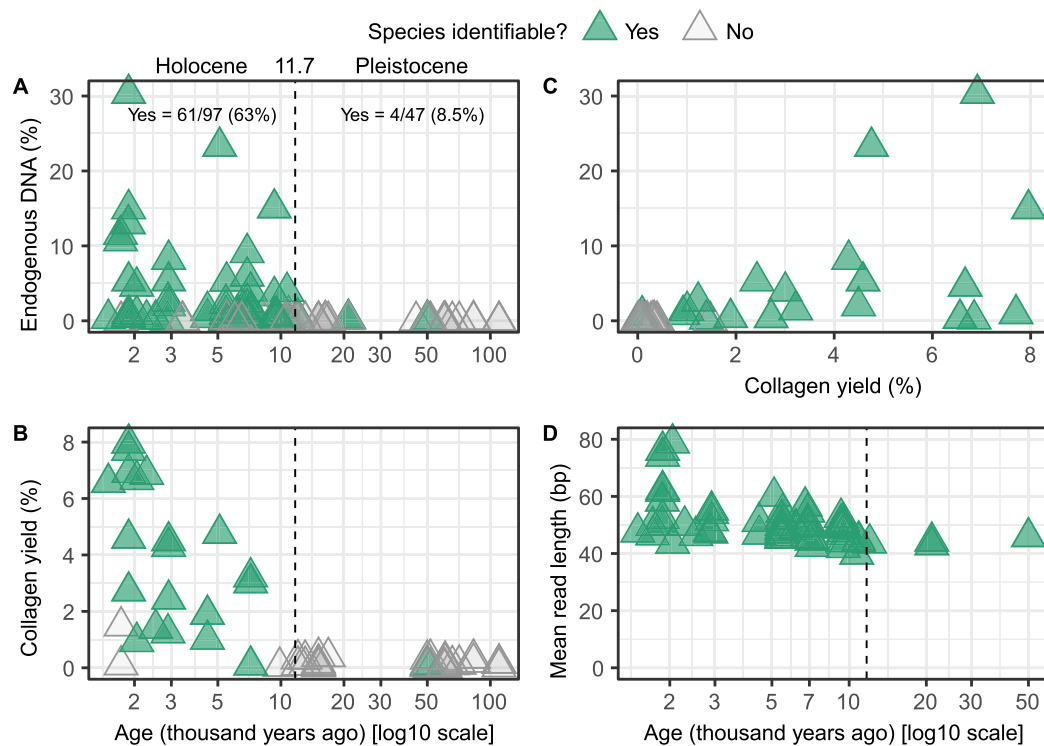 Species identifiable? Yes No
A Holocene 11.7 Pleistocene
Yes = 61/97 (63%) Yes = 4/47 (8.5%)
Endogenous DNA (%)
30
20
10
0
2 3 5 10 20 30 50 100
C
30
20
10
0
0 2 4 6 8
Collagen yield (%)
B
Collagen yield (%)
8
6
4
2
0
2 3 5 10 20 30 50 100
Age (thousand years ago) [log10 scale]
D
Mean read length (bp)
80
60
40
20
0
2 3 5 7 10 20 30 50
Age (thousand years ago) [log10 scale]